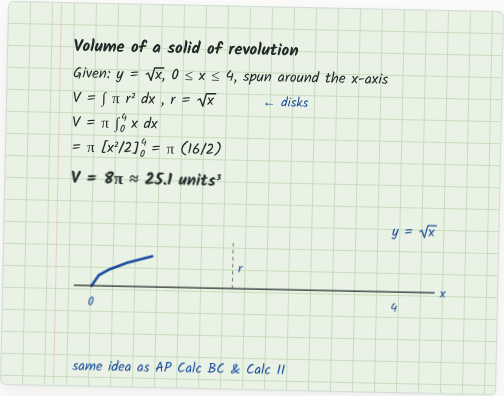 Volume of a solid of revolution
Given: y = √x, 0 ≤ x ≤ 4, spun around the x-axis
V = ∫ π r² dx , r = √x ← disks
V = π ∫₀⁴ x dx
= π [x²/2]₀⁴ = π (16/2)
V = 8π ≈ 25.1 units³
y = √x
r
x
0
4
same idea as AP Calc BC & Calc II